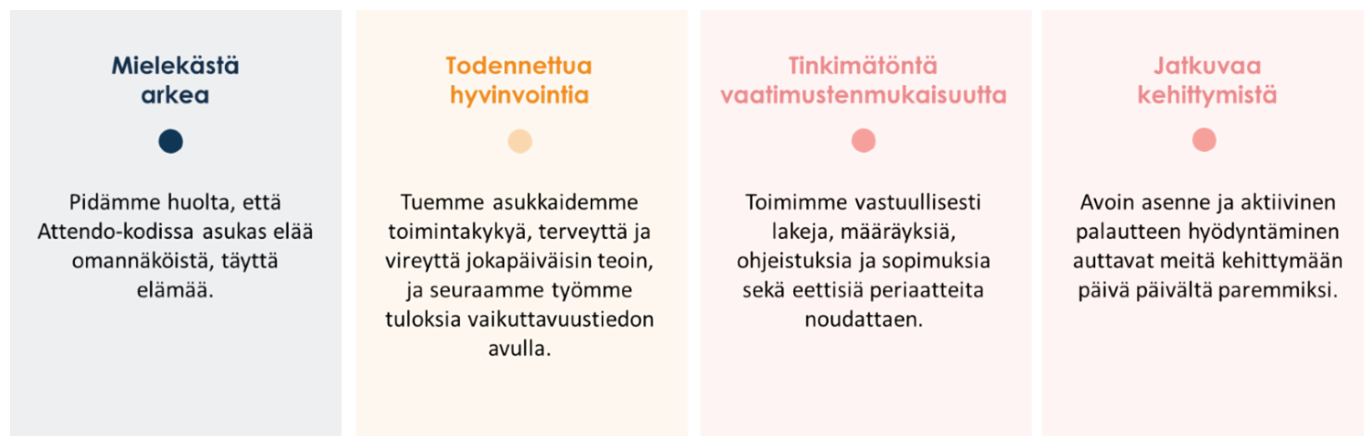 Mielekästä
arkea
Pidämme huolta, että
Attendo-kodissa asukas elää
omannäköistä, täyttä
elämää.
Todennettua
hyvinvointia
Tuemme asukkaidemme
toimintakykyä, terveyttä ja
vireyttä jokapäiväisin teoin,
ja seuraamme työmme
tuloksia vaikuttavuustiedon
avulla.
Tinkimätöntä
vaatimustenmukaisuutta
Toimimme vastuullisesti
lakeja, määräyksiä,
ohjeistuksia ja sopimuksia
sekä eettisiä periaatteita
noudattaen.
Jatkuvaa
kehittymistä
Avoin asenne ja aktiivinen
palautteen hyödyntäminen
auttavat meitä kehittymään
päivä päivältä paremmiksi.